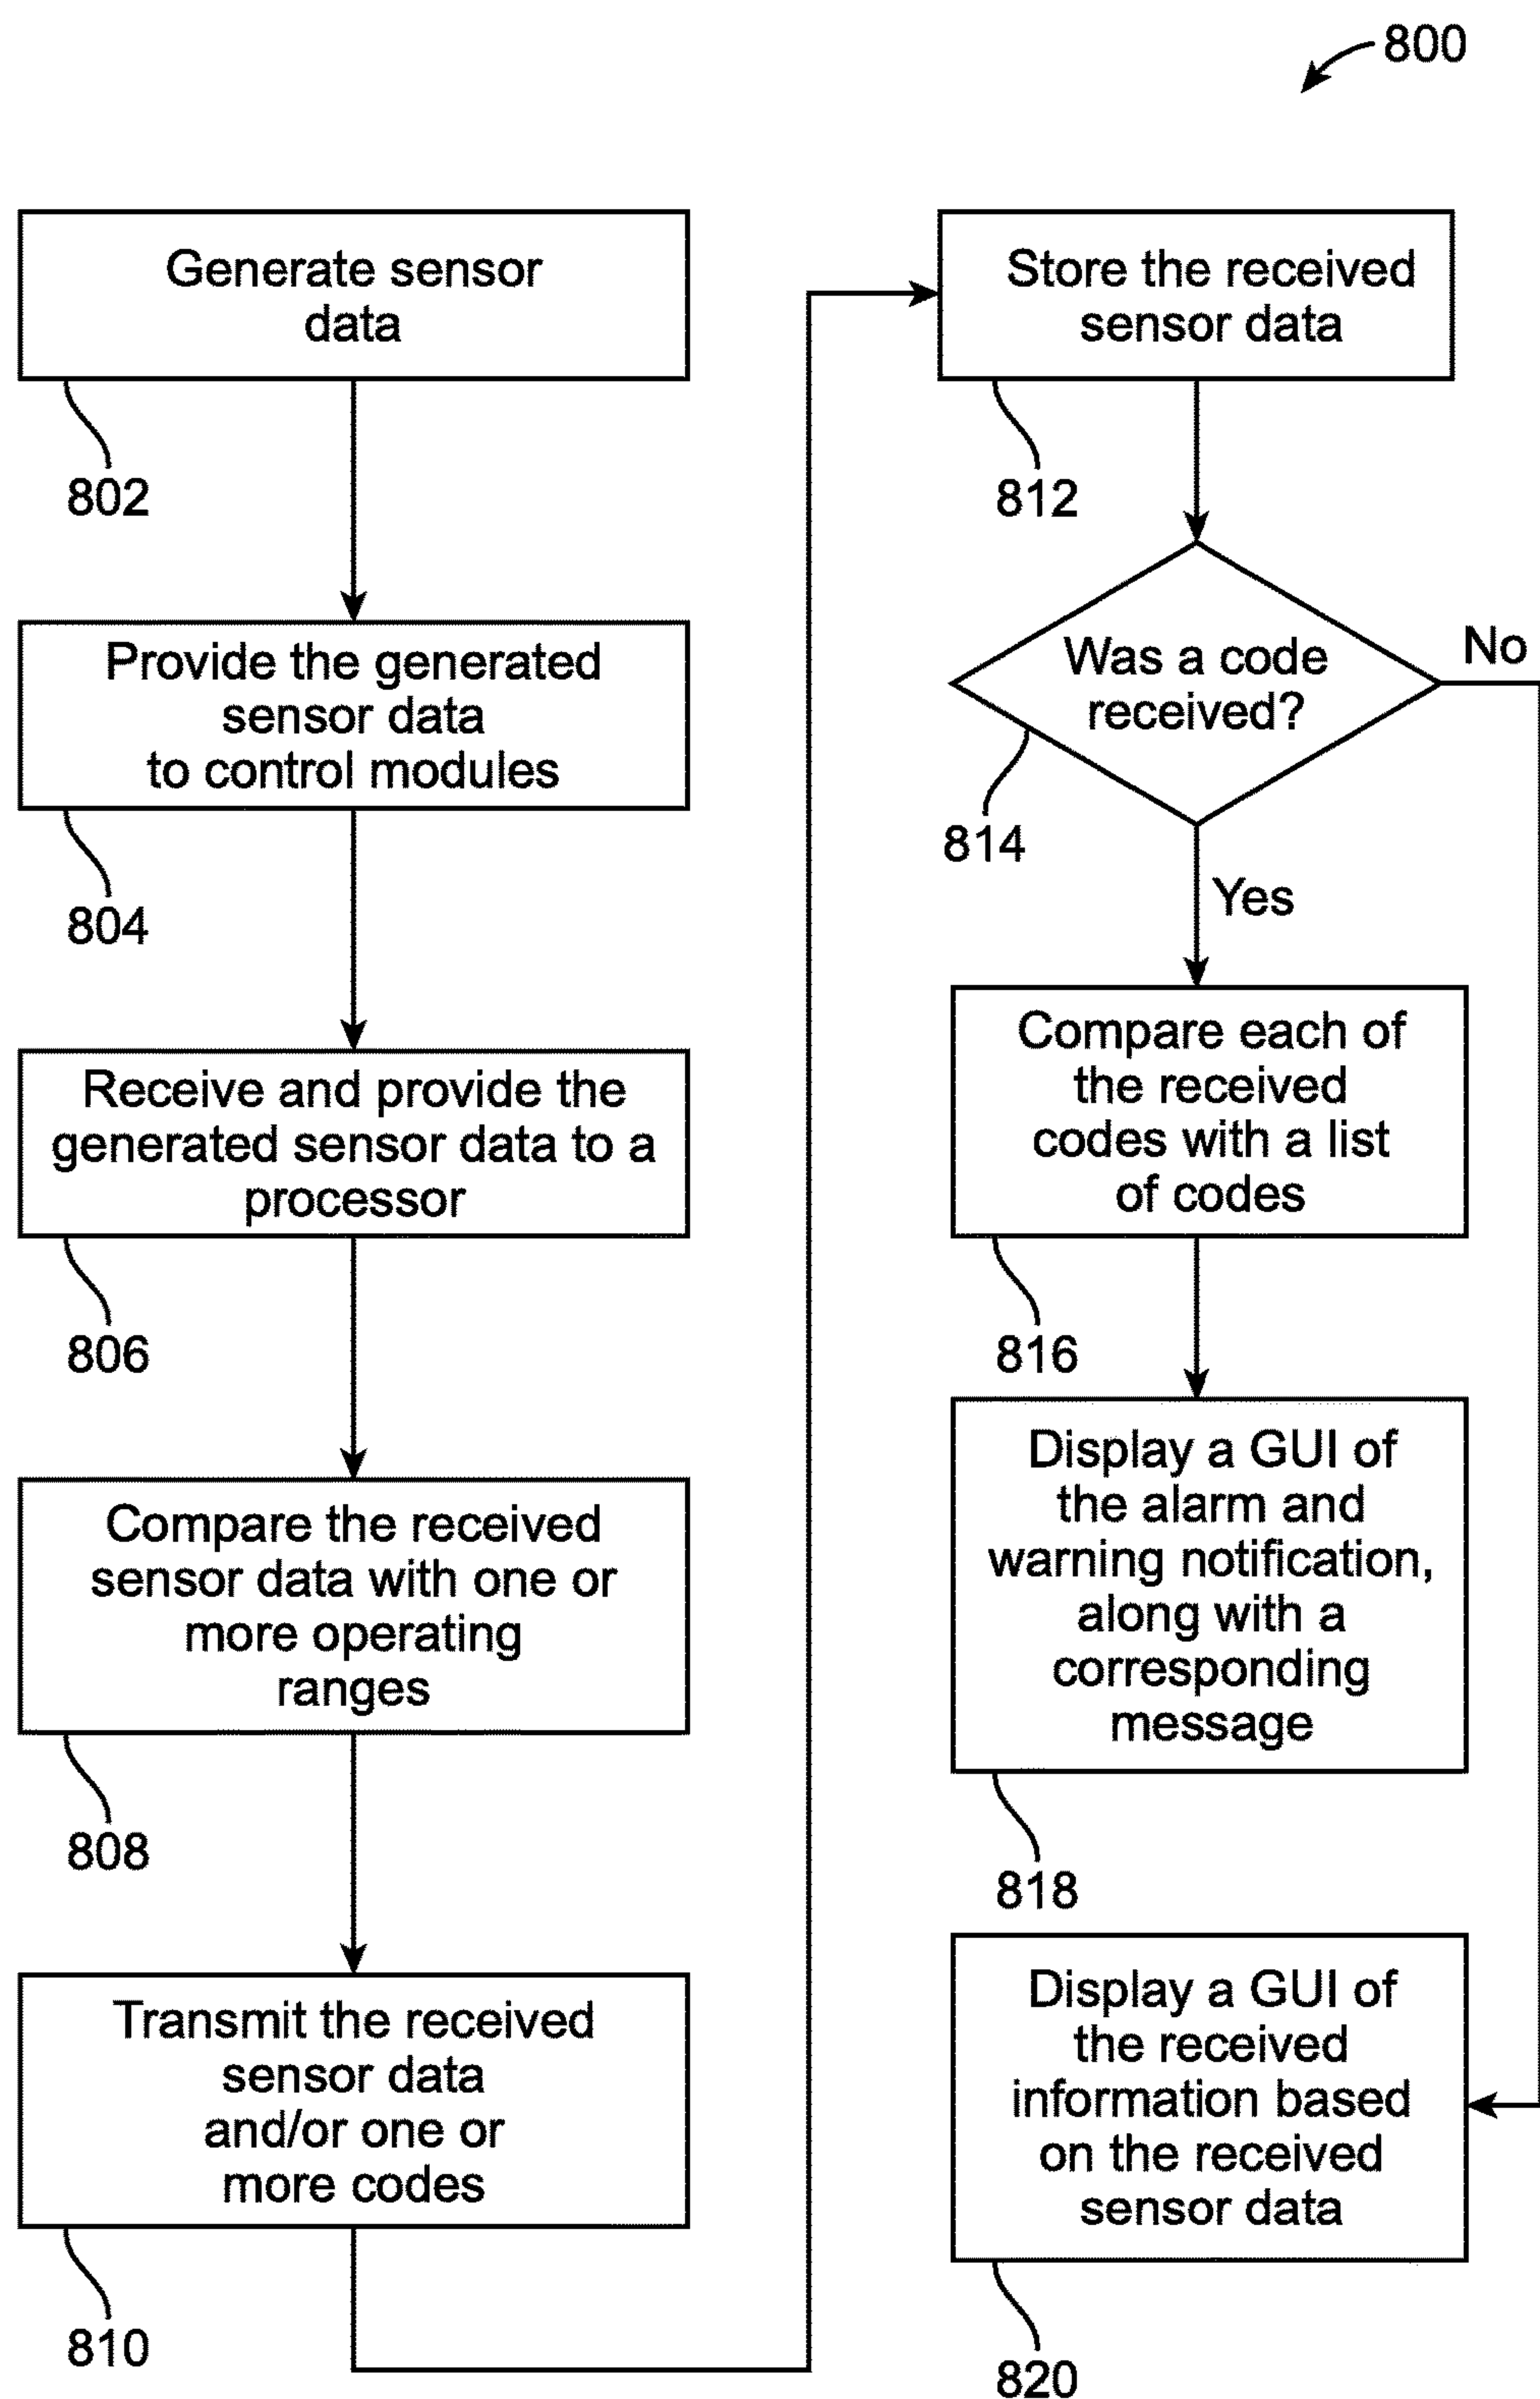 800
Generate sensor
data
802
Provide the generated
sensor data
to control modules
804
Receive and provide the
generated sensor data to a
processor
806
Compare the received
sensor data with one or
more operating
ranges
808
Transmit the received
sensor data
and/or one or
more codes
810
Store the received
sensor data
812
Was a code
received?
No
814
Yes
Compare each of
the received
codes with a list
of codes
816
Display a GUI of
the alarm and
warning notification,
along with a
corresponding
message
818
Display a GUI of
the received
information based
on the received
sensor data
820